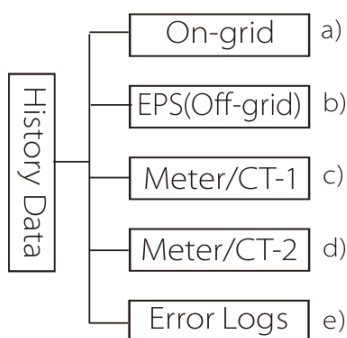 History Data
On-grid a)
EPS(Off-grid) b)
Meter/CT-1 c)
Meter/CT-2 d)
Error Logs e)